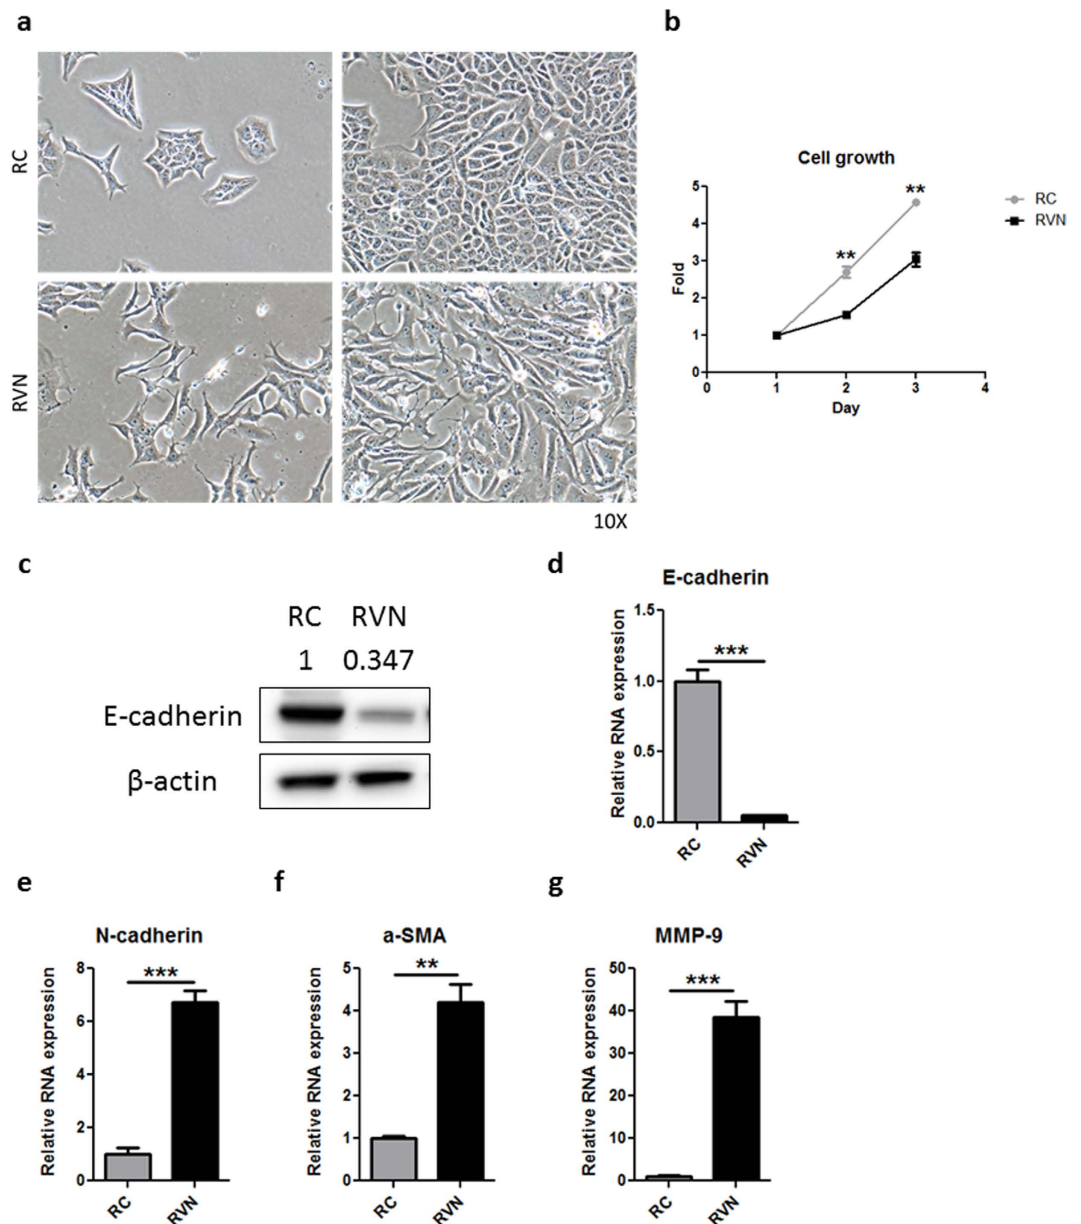 a
RC
RVN
10X
b
Cell growth
Fold
5
4
3
2
1
0
**
**
0 1 2 3 4
Day
RC
RVN
c
RC RVN
1 0.347
E-cadherin
β-actin
d
E-cadherin
Relative RNA expression
1.5
1.0
0.5
0.0
***
RC RVN
e
N-cadherin
Relative RNA expression
8
6
4
2
0
***
RC RVN
f
a-SMA
Relative RNA expression
5
4
3
2
1
0
**
RC RVN
g
MMP-9
Relative RNA expression
50
40
30
20
10
0
***
RC RVN